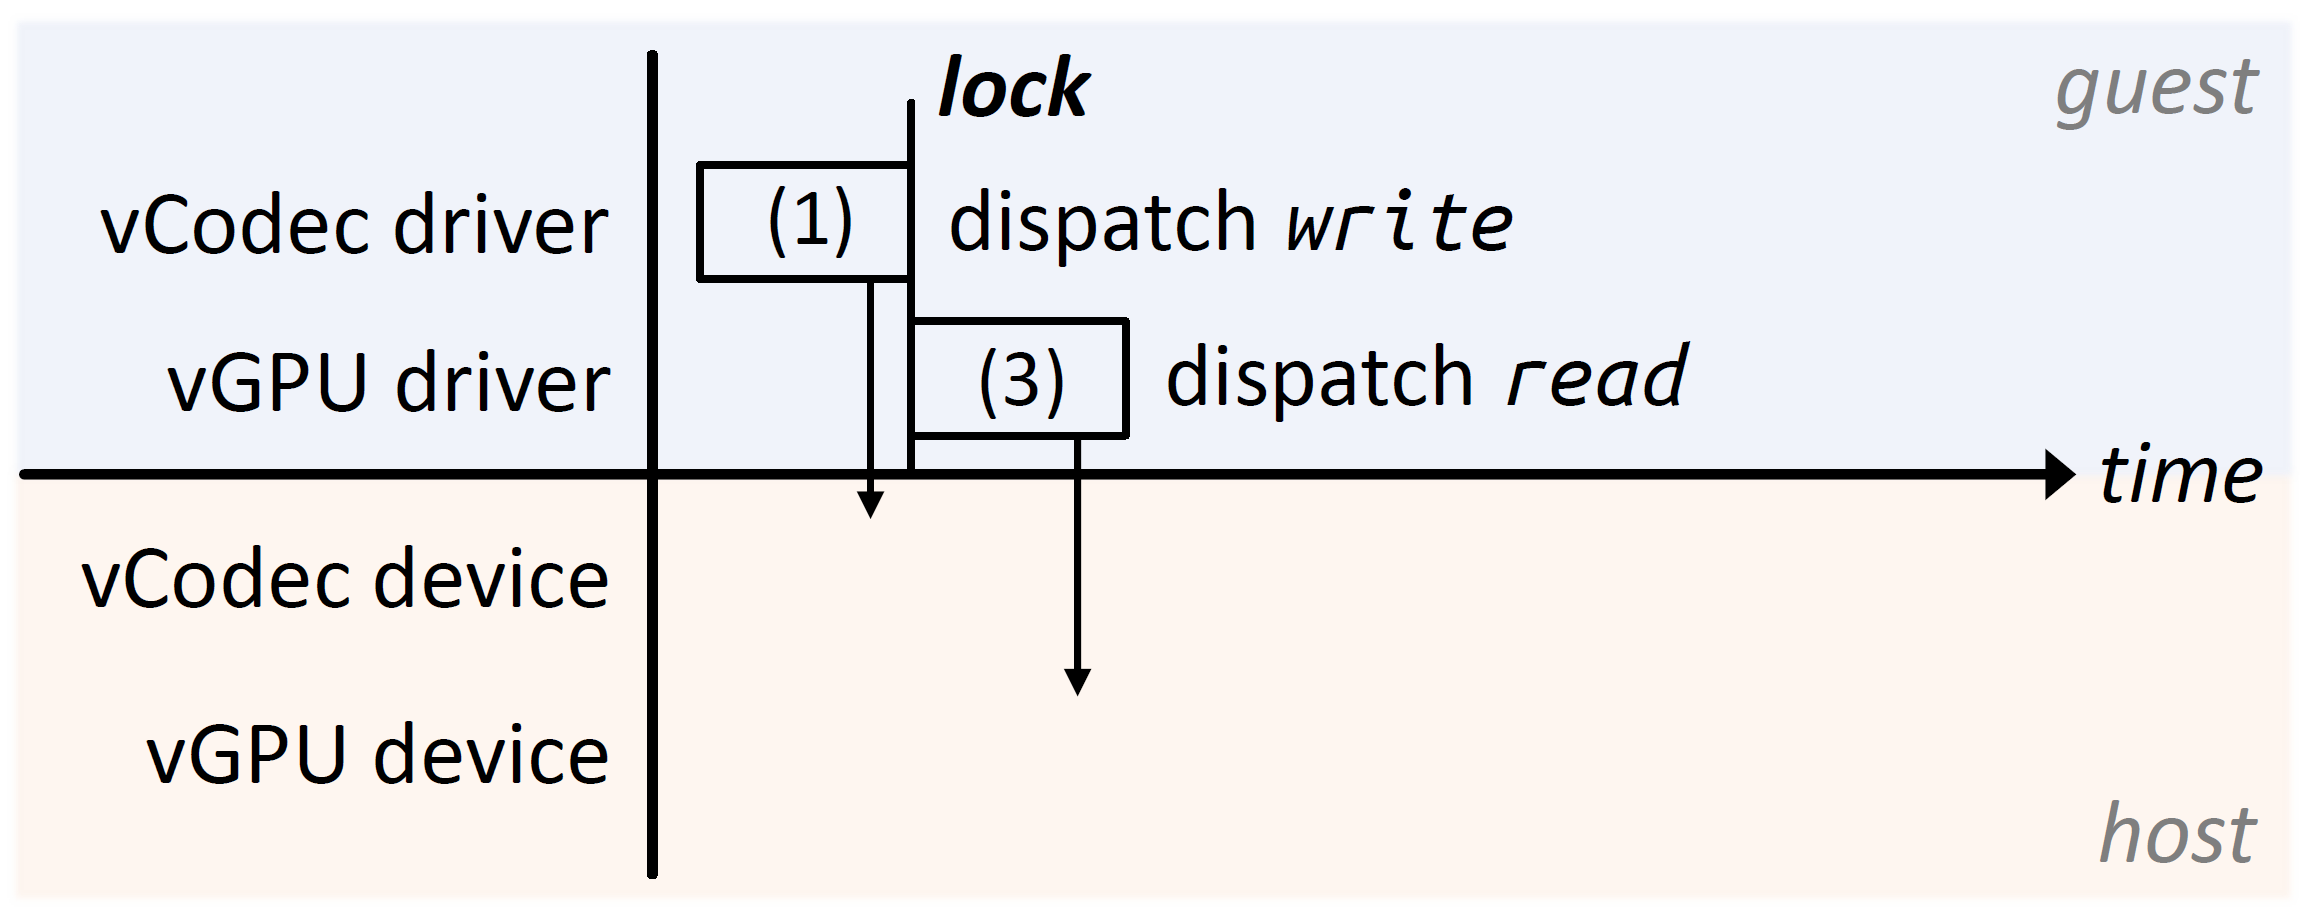 guest
lock
vCodec driver (1) dispatch write
vGPU driver (3) dispatch read
time
vCodec device
vGPU device
host